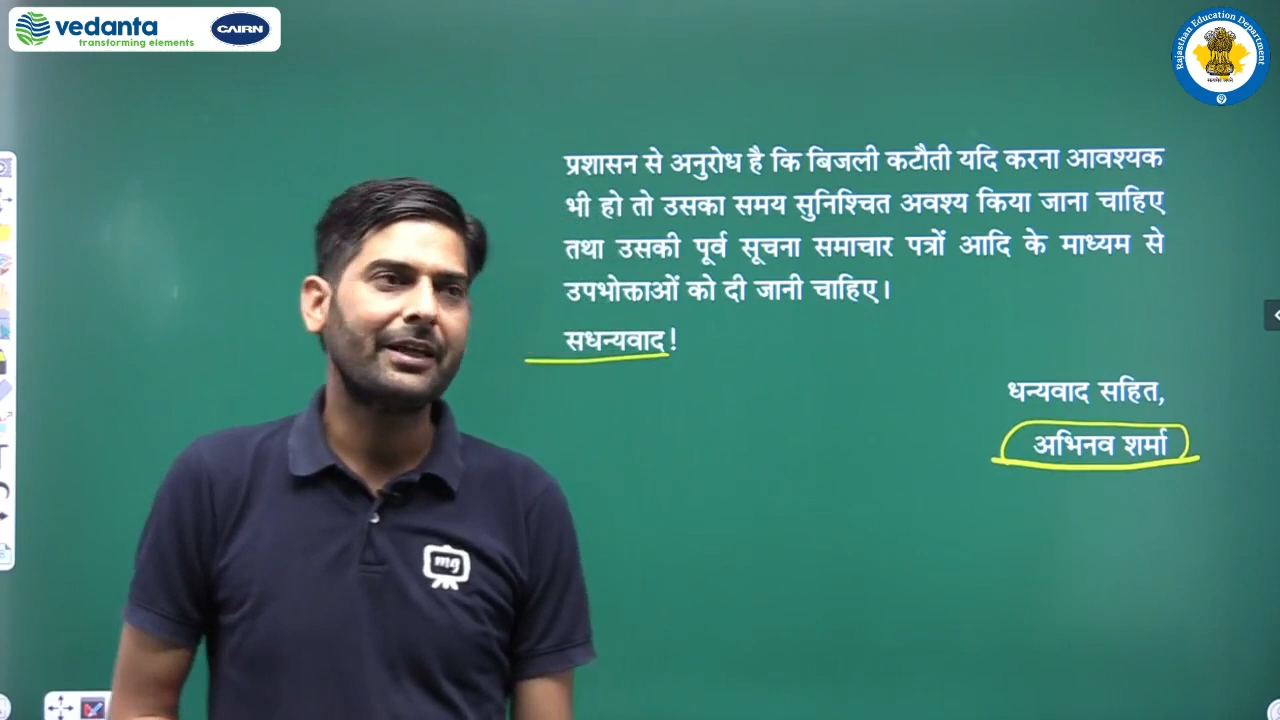 vedanta
transforming elements
CAIRN
Rajasthan Education Department
प्रशासन से अनुरोध है कि बिजली कटौती यदि करना आवश्यक
भी हो तो उसका समय सुनिश्चित अवश्य किया जाना चाहिए
तथा उसकी पूर्व सूचना समाचार पत्रों आदि के माध्यम से
उपभोक्ताओं को दी जानी चाहिए।
सधन्यवाद!
धन्यवाद सहित,
अभिनव शर्मा
mg